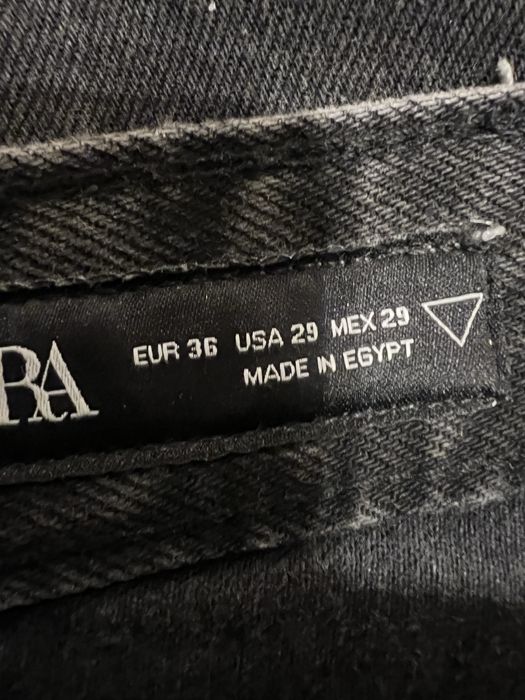 RA
EUR 36 USA 29 MEX 29
MADE IN EGYPT